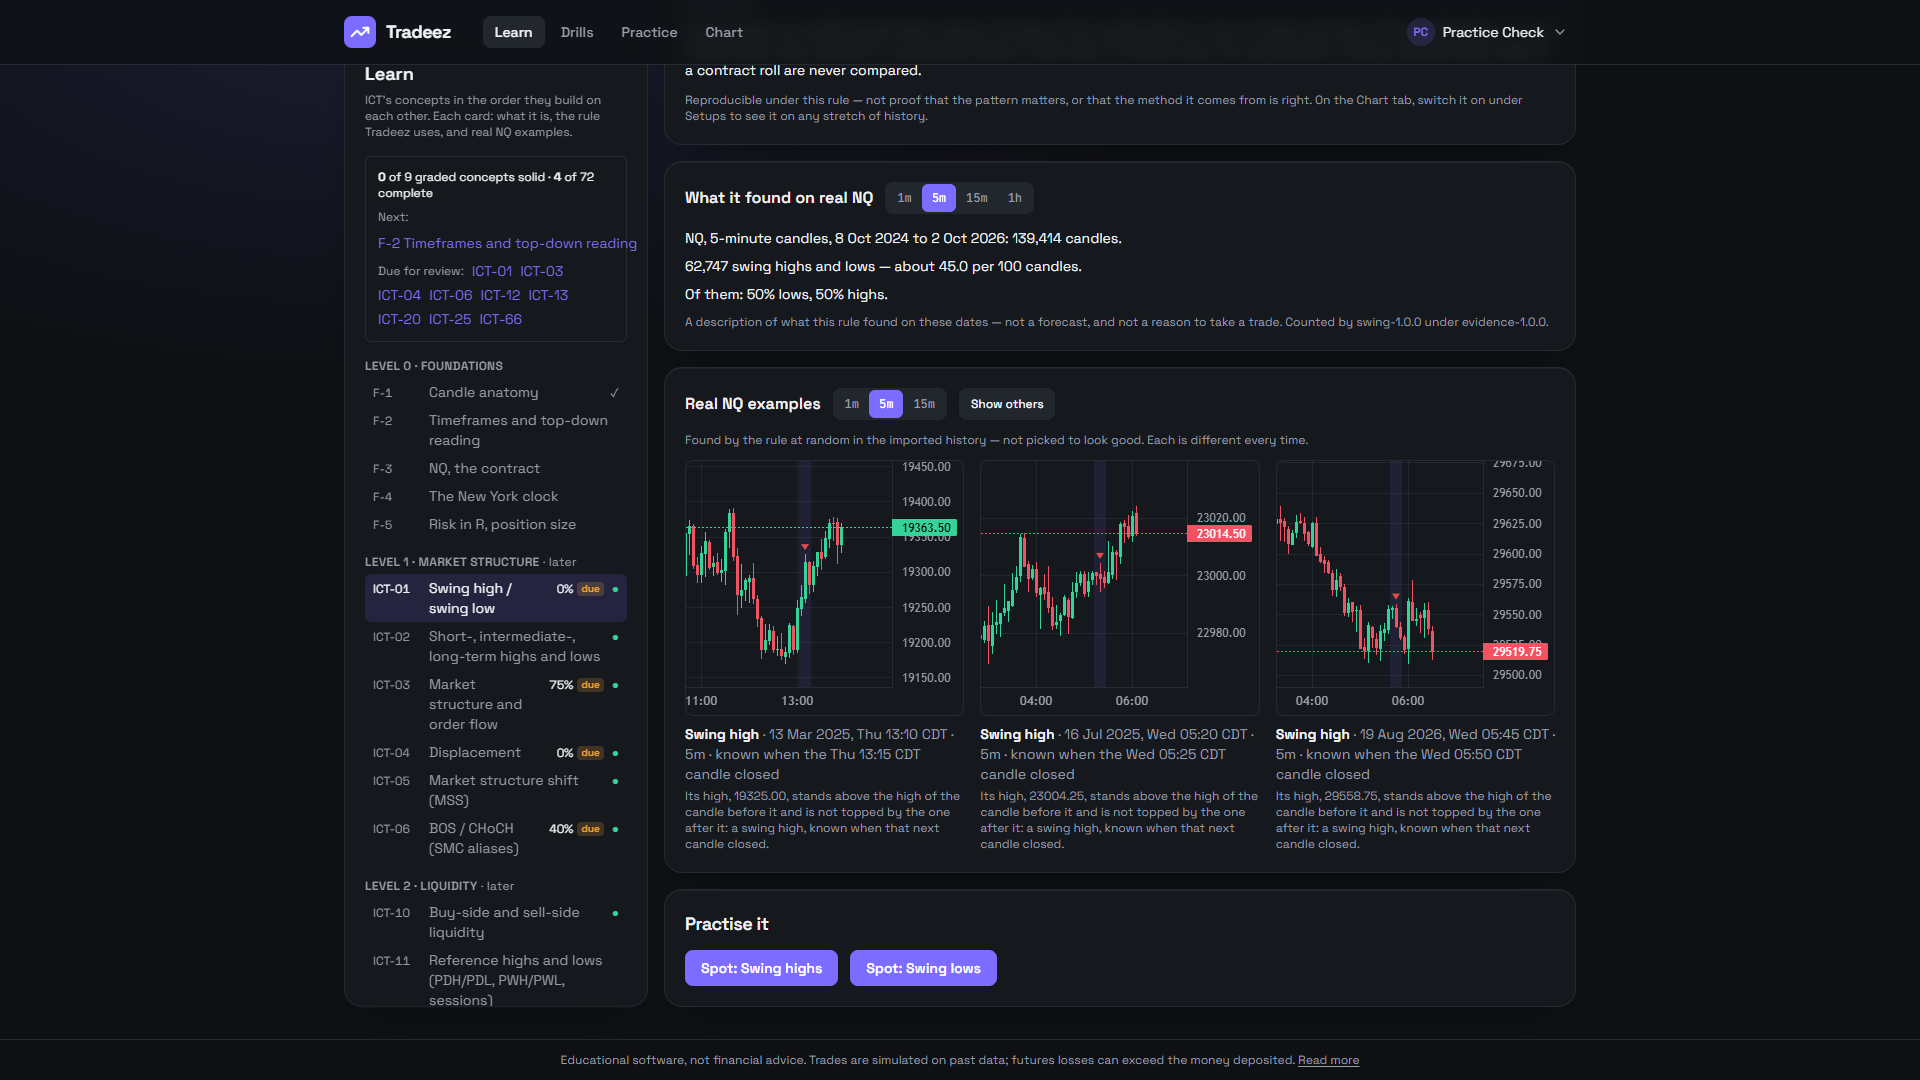 Tradeez
Learn
Drills
Practice
Chart
PC
Practice Check
Learn
ICT's concepts in the order they build on
each other. Each card: what it is, the rule
Tradeez uses, and real NQ examples.
0 of 9 graded concepts solid · 4 of 72
complete
Next:
F-2 Timeframes and top-down reading
Due for review: ICT-01 ICT-03
ICT-04 ICT-06 ICT-12 ICT-13
ICT-20 ICT-25 ICT-66
LEVEL 0 · FOUNDATIONS
F-1 Candle anatomy ✓
F-2 Timeframes and top-down
reading
F-3 NQ, the contract
F-4 The New York clock
F-5 Risk in R, position size
LEVEL 1 · MARKET STRUCTURE · later
ICT-01 Swing high / 0% due
swing low
ICT-02 Short-, intermediate-,
long-term highs and lows
ICT-03 Market 75% due
structure and
order flow
ICT-04 Displacement 0% due
ICT-05 Market structure shift
(MSS)
ICT-06 BOS / CHoCH 40% due
(SMC aliases)
LEVEL 2 · LIQUIDITY · later
ICT-10 Buy-side and sell-side
liquidity
ICT-11 Reference highs and lows
(PDH/PDL, PWH/PWL,
sessions)
a contract roll are never compared.
Reproducible under this rule — not proof that the pattern matters, or that the method it comes from is right. On the Chart tab, switch it on under
Setups to see it on any stretch of history.
What it found on real NQ 1m 5m 15m 1h
NQ, 5-minute candles, 8 Oct 2024 to 2 Oct 2026: 139,414 candles.
62,747 swing highs and lows — about 45.0 per 100 candles.
Of them: 50% lows, 50% highs.
A description of what this rule found on these dates — not a forecast, and not a reason to take a trade. Counted by swing-1.0.0 under evidence-1.0.0.
Real NQ examples 1m 5m 15m Show others
Found by the rule at random in the imported history — not picked to look good. Each is different every time.
19450.00
19400.00
19363.50
19350.00
19300.00
19250.00
19200.00
19150.00
11:00 13:00
Swing high · 13 Mar 2025, Thu 13:10 CDT ·
5m · known when the Thu 13:15 CDT
candle closed
Its high, 19325.00, stands above the high of the
candle before it and is not topped by the one
after it: a swing high, known when that next
candle closed.
23020.00
23014.50
23000.00
22980.00
04:00 06:00
Swing high · 16 Jul 2025, Wed 05:20 CDT ·
5m · known when the Wed 05:25 CDT
candle closed
Its high, 23004.25, stands above the high of the
candle before it and is not topped by the one
after it: a swing high, known when that next
candle closed.
29675.00
29650.00
29625.00
29600.00
29575.00
29550.00
29525.00
29519.75
29500.00
04:00 06:00
Swing high · 19 Aug 2026, Wed 05:45 CDT ·
5m · known when the Wed 05:50 CDT
candle closed
Its high, 29558.75, stands above the high of the
candle before it and is not topped by the one
after it: a swing high, known when that next
candle closed.
Practise it
Spot: Swing highs
Spot: Swing lows
Educational software, not financial advice. Trades are simulated on past data; futures losses can exceed the money deposited. Read more